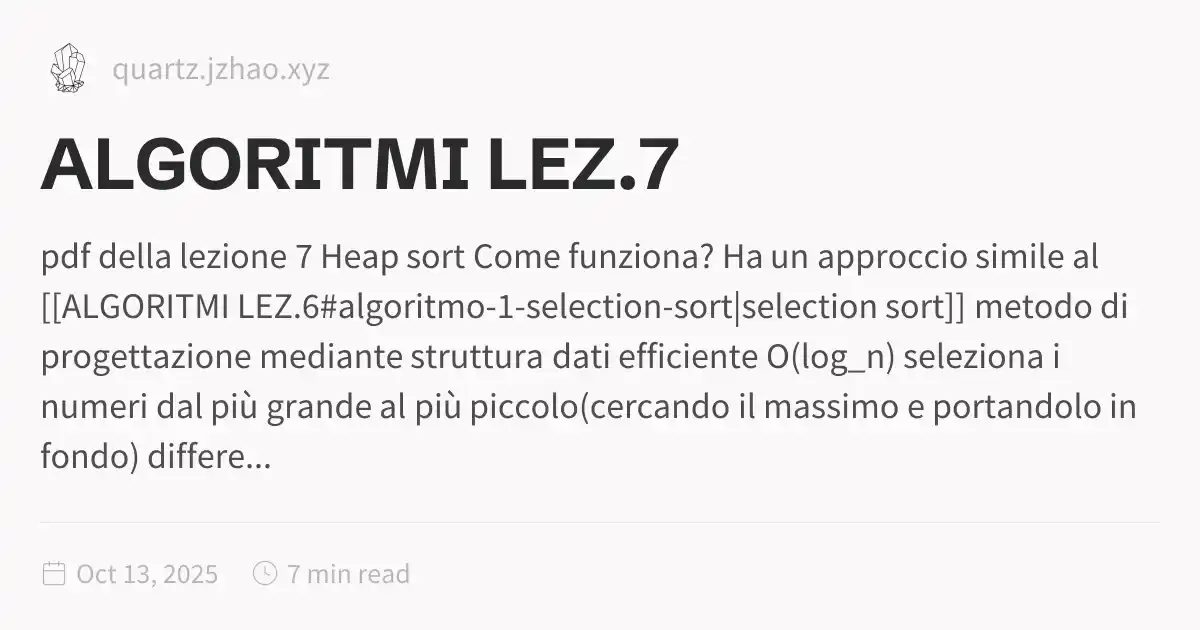 quartz.jzhao.xyz
ALGORITMI LEZ.7
pdf della lezione 7 Heap sort Come funziona? Ha un approccio simile al
[[ALGORITMI LEZ.6#algoritmo-1-selection-sort|selection sort]] metodo di
progettazione mediante struttura dati efficiente O(log_n) seleziona i
numeri dal più grande al più piccolo(cercando il massimo e portandolo in
fondo) differe...
Oct 13, 2025 7 min read